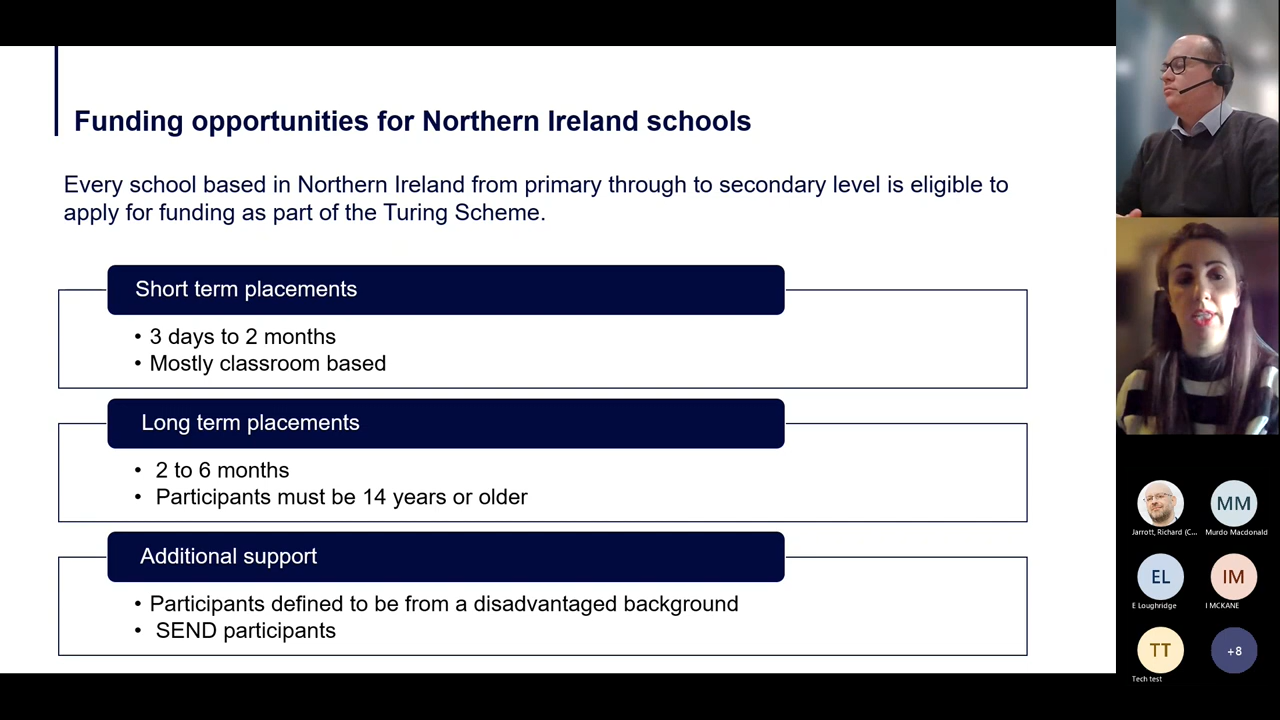 Funding opportunities for Northern Ireland schools
Every school based in Northern Ireland from primary through to secondary level is eligible to
apply for funding as part of the Turing Scheme.
Short term placements
• 3 days to 2 months
• Mostly classroom based
Long term placements
• 2 to 6 months
• Participants must be 14 years or older
Additional support
• Participants defined to be from a disadvantaged background
• SEND participants
MM
Jarrott, Richard (C...
Murdo Macdonald
EL
IM
E Loughridge
I MCKANE
TT
+8
Tech test